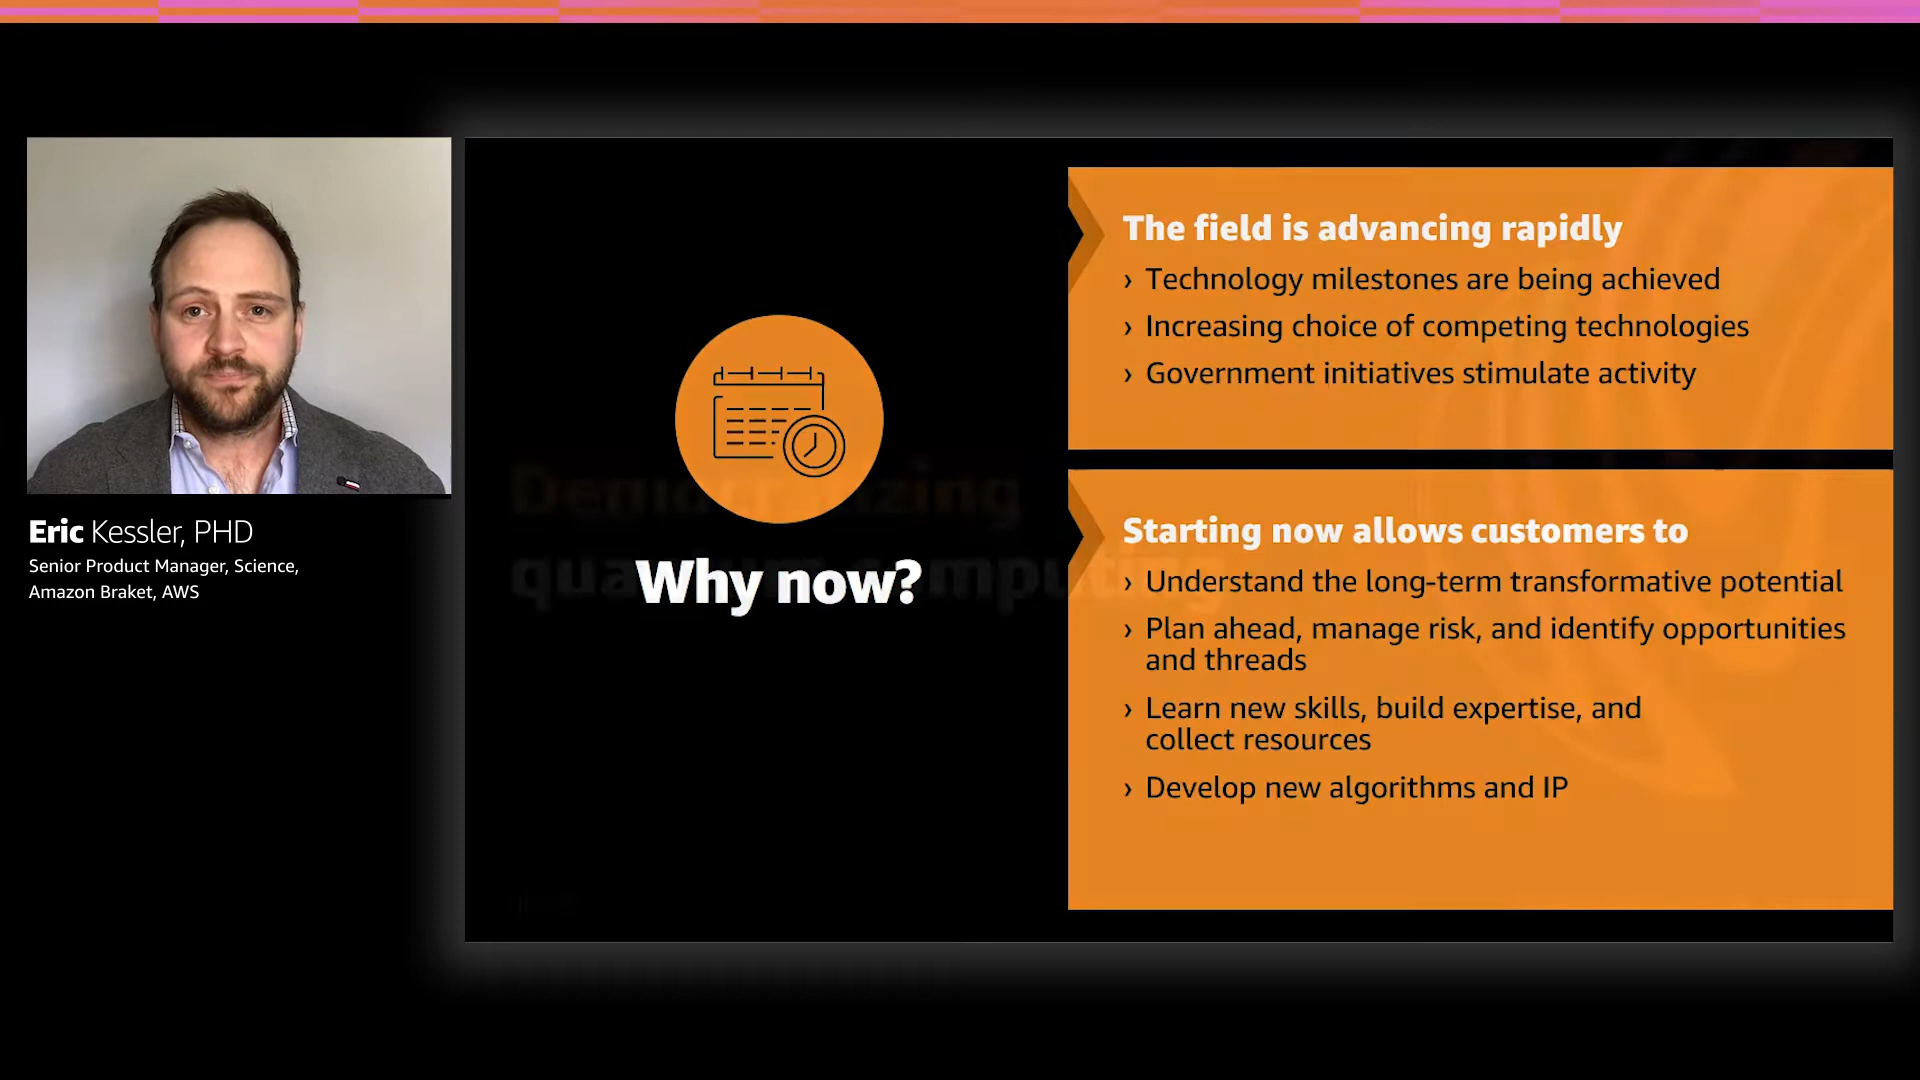 Eric Kessler, PHD
Senior Product Manager, Science,
Amazon Braket, AWS
Democratizing
quantum computing
Why now?
The field is advancing rapidly
› Technology milestones are being achieved
› Increasing choice of competing technologies
› Government initiatives stimulate activity
Starting now allows customers to
› Understand the long-term transformative potential
› Plan ahead, manage risk, and identify opportunities
and threads
› Learn new skills, build expertise, and
collect resources
› Develop new algorithms and IP